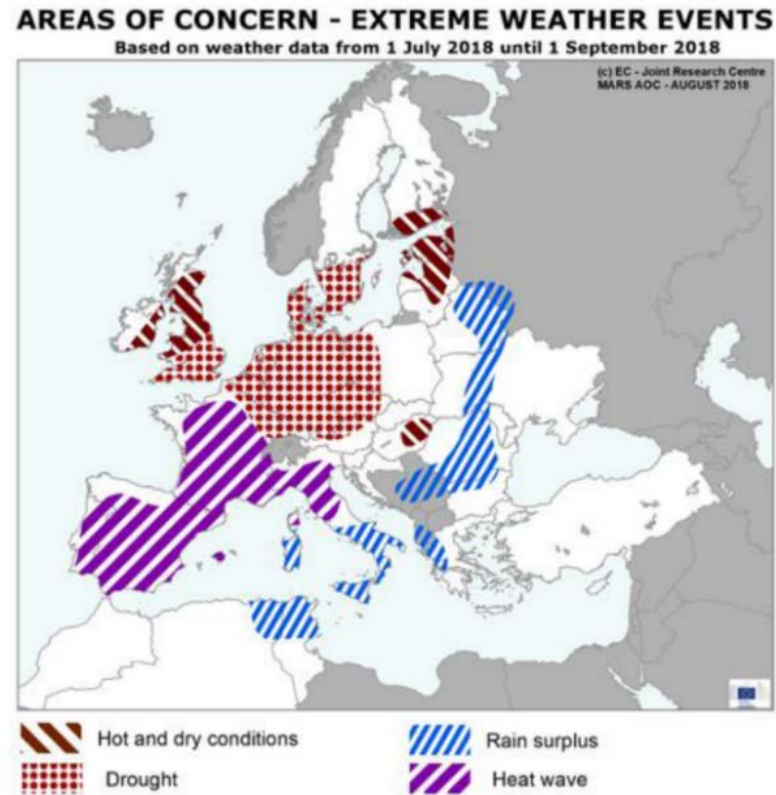 AREAS OF CONCERN - EXTREME WEATHER EVENTS
Based on weather data from 1 July 2018 until 1 September 2018
(c) EC - Joint Research Centre
MARS AOC - AUGUST 2018
Hot and dry conditions
Rain surplus
Drought
Heat wave